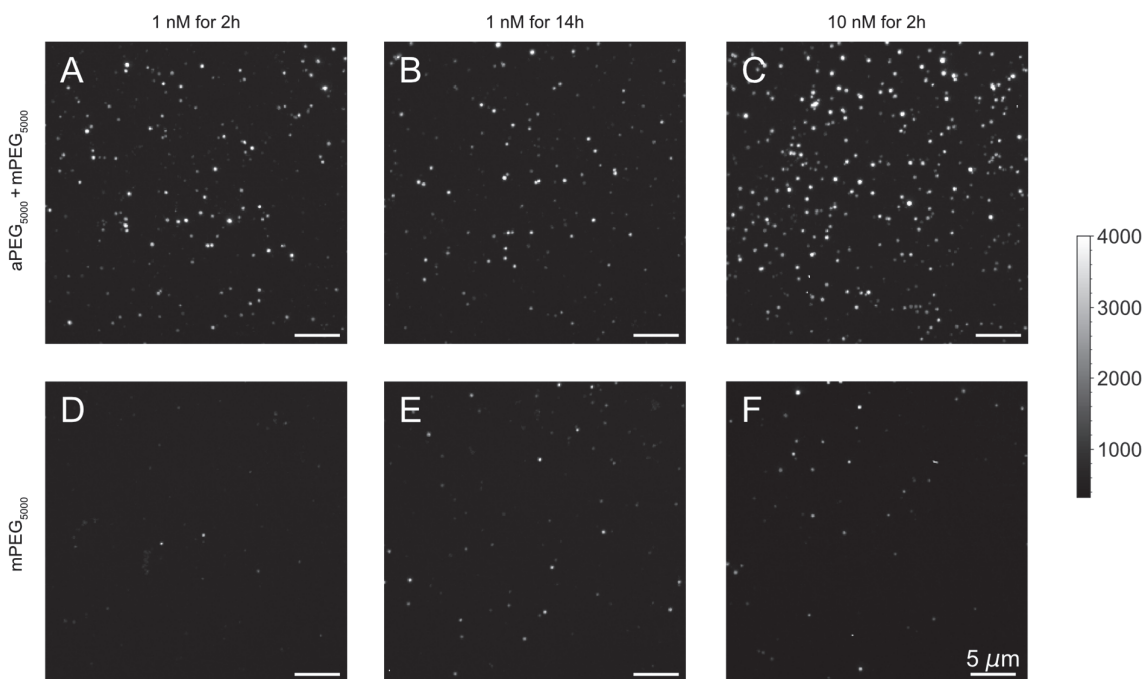 1 nM for 2h
1 nM for 14h
10 nM for 2h
aPEG5000 + mPEG5000
A
B
C
4000
3000
2000
1000
mPEG5000
D
E
F
5 μm